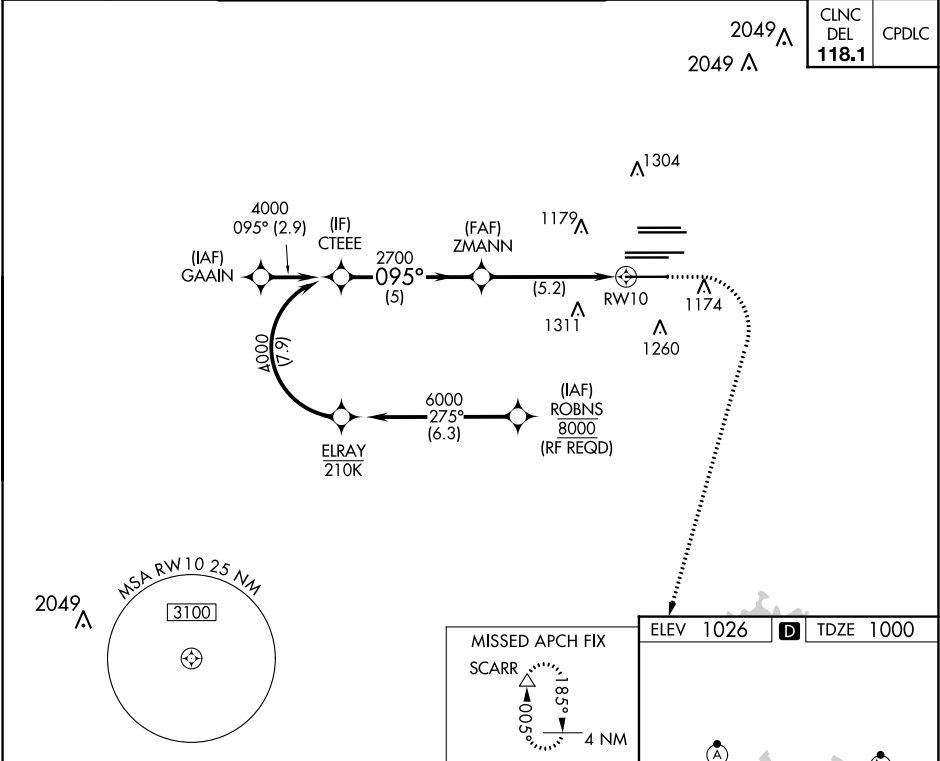 2049
2049
CLNC
DEL
118.1
CPDLC
1304
4000
095° (2.9)
(IF)
CTEEE
(FAF)
ZMANN
1179
(IAF)
GAAIN
2700
095°
(5)
(5.2)
RW10
1174
1311
1260
4000
(7.9)
6000
275°
(6.3)
(IAF)
ROBNS
8000
(RF REQD)
ELRAY
210K
MSA RW10 25 NM
3100
2049
MISSED APCH FIX
SCARR
185°
005°
4 NM
ELEV 1026
D
TDZE 1000
A